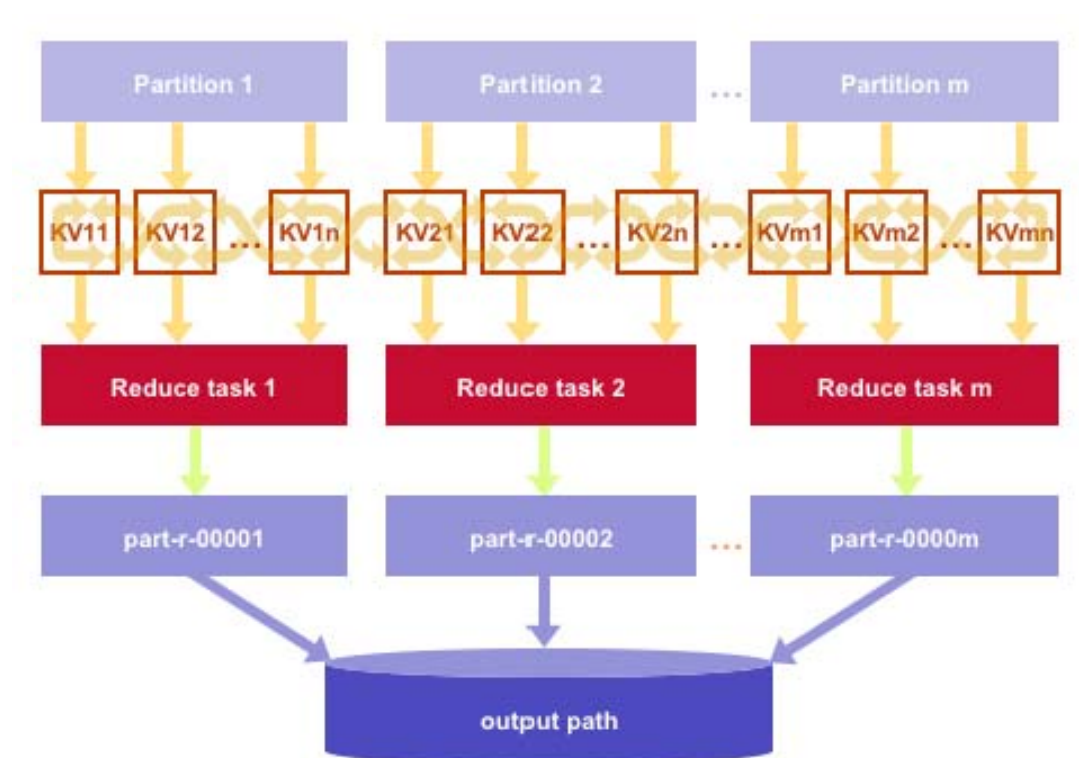 Partition 1 Partition 2 ... Partition m
KV11 KV12 ... KV1n KV21 KV22 ... KV2n ... KVm1 KVm2 ... KVmn
Reduce task 1 Reduce task 2 Reduce task m
part-r-00001 part-r-00002 ... part-r-0000m
output path